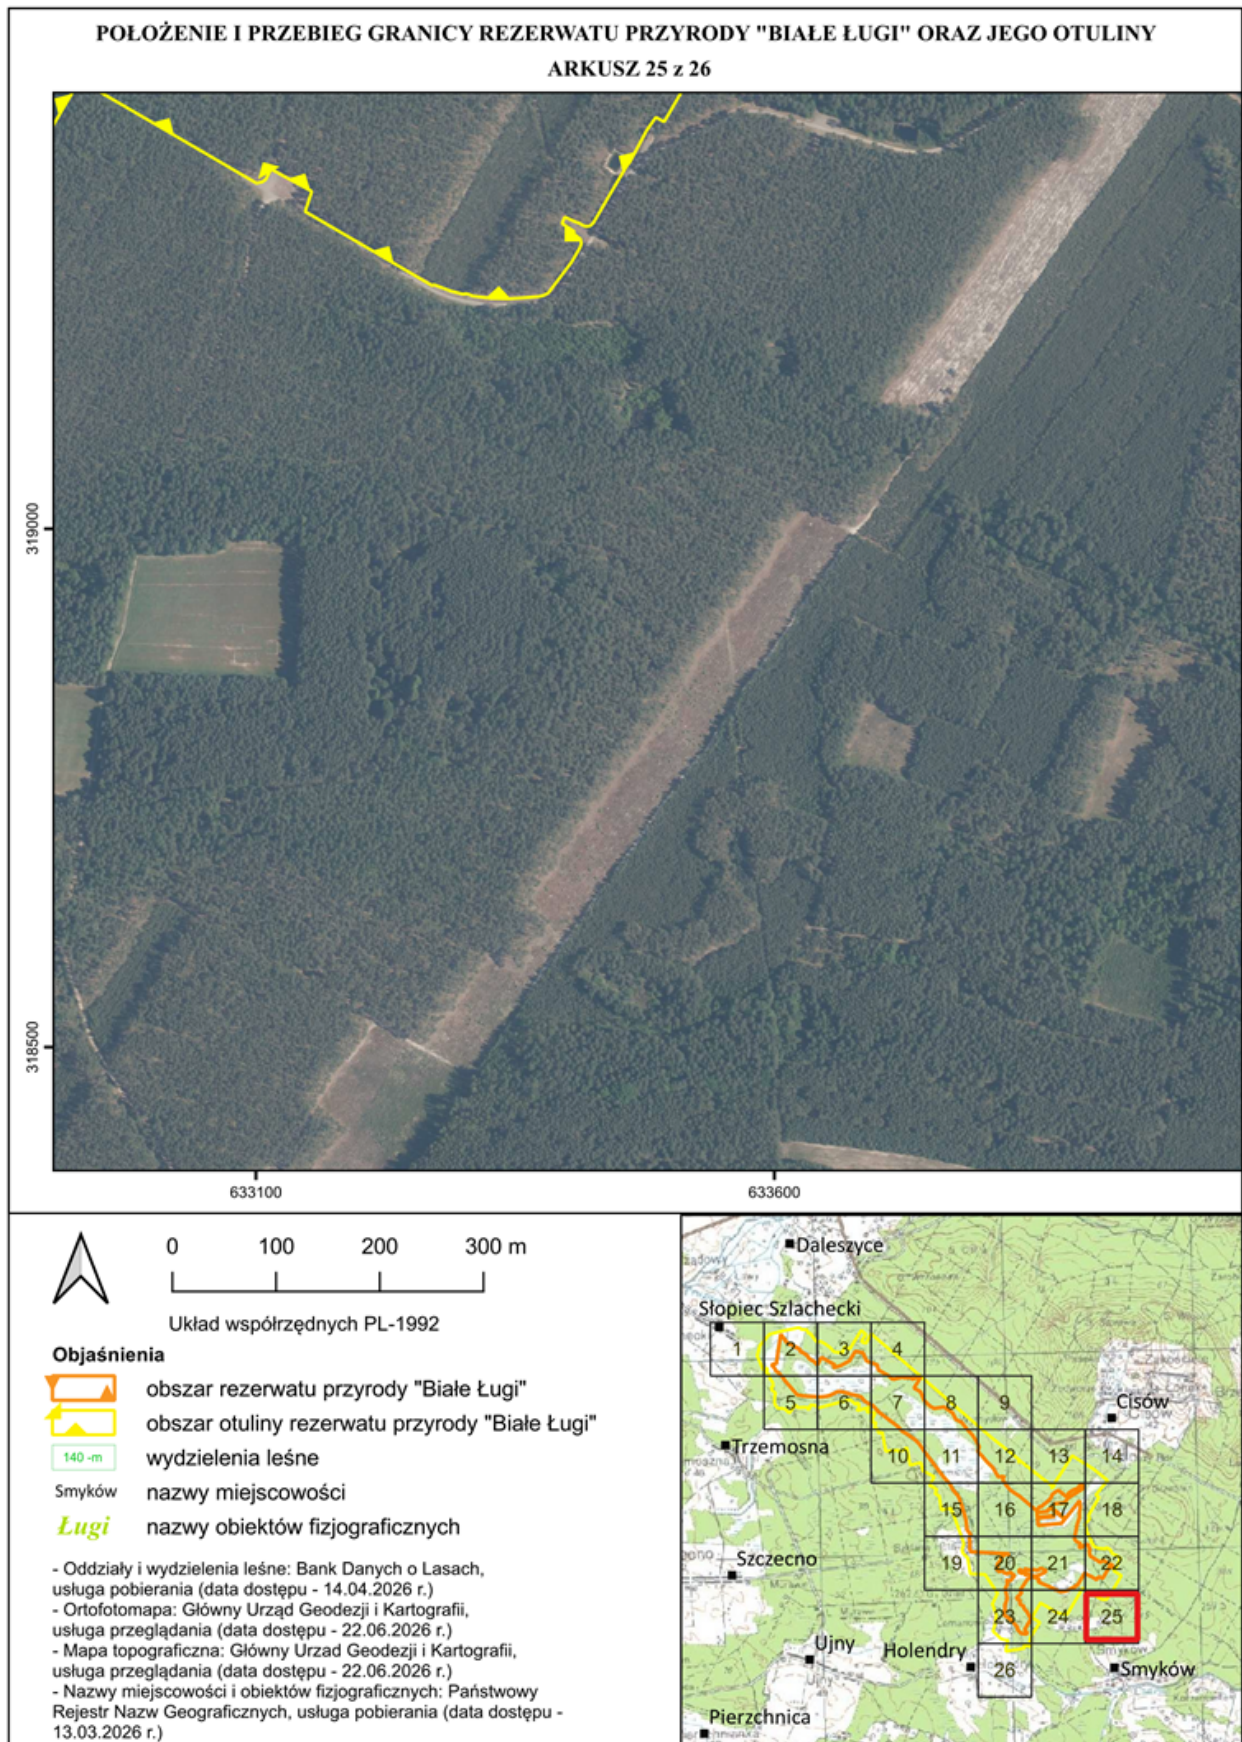 POŁOŻENIE I PRZEBIEG GRANICY REZERWATU PRZYRODY "BIAŁE ŁUGI" ORAZ JEGO OTULINY
ARKUSZ 25 z 26
319000
318500
633100
633600
0 100 200 300 m
Układ współrzędnych PL-1992
Objaśnienia
obszar rezerwatu przyrody "Białe Ługi"
obszar otuliny rezerwatu przyrody "Białe Ługi"
140 -m wydzielenia leśne
Smyków nazwy miejscowości
Ługi nazwy obiektów fizjograficznych
- Oddziały i wydzielenia leśne: Bank Danych o Lasach,
usługa pobierania (data dostępu - 14.04.2026 r.)
- Ortofotomapa: Główny Urząd Geodezji i Kartografii,
usługa przeglądania (data dostępu - 22.06.2026 r.)
- Mapa topograficzna: Główny Urzad Geodezji i Kartografii,
usługa przeglądania (data dostępu - 22.06.2026 r.)
- Nazwy miejscowości i obiektów fizjograficznych: Państwowy
Rejestr Nazw Geograficznych, usługa pobierania (data dostępu -
13.03.2026 r.)
Daleszyce
Słopiec Szlachecki
1 2 3 4
5 6 7 8 9
Cisów
Trzemosna
10 11 12 13 14
15 16 17 18
Szczecno
19 20 21 22
23 24 25
Ujny
Holendry
26
Smyków
Pierzchnica